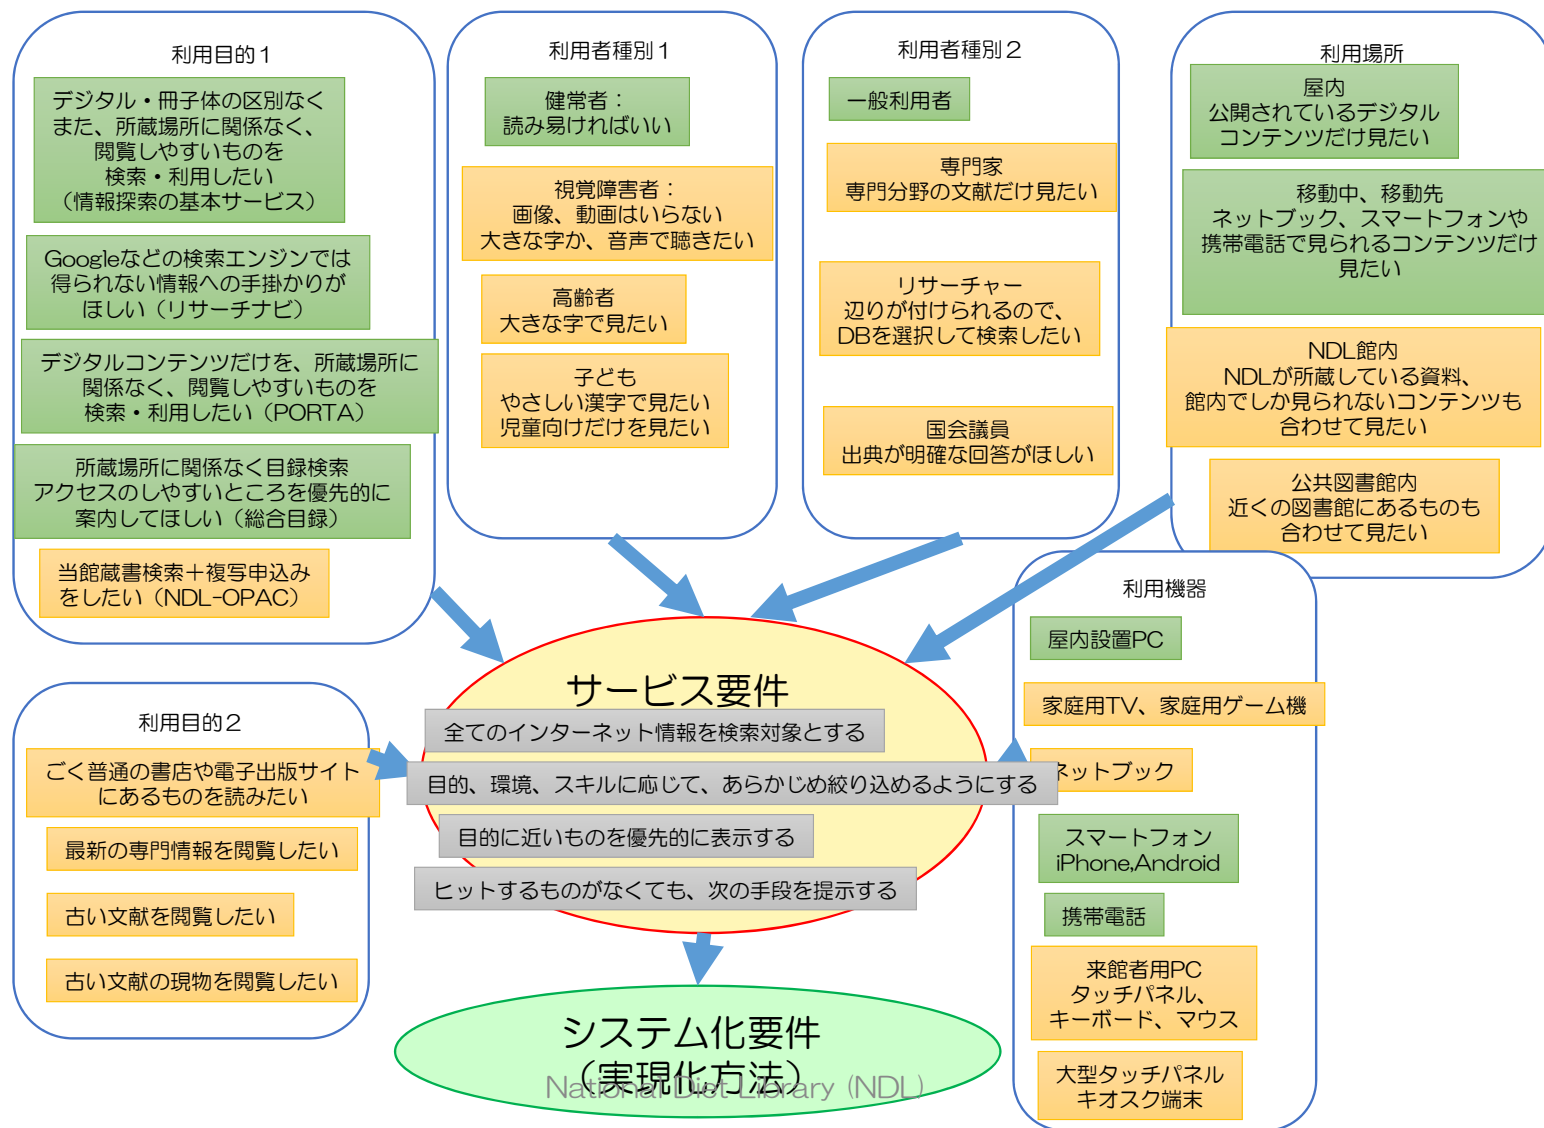 利用目的１
デジタル・冊子体の区別なく
また、所蔵場所に関係なく、
閲覧しやすいものを
検索・利用したい
（情報探索の基本サービス）
Googleなどの検索エンジンでは
得られない情報への手掛かりが
ほしい（リサーチナビ）
デジタルコンテンツだけを、所蔵場所に
関係なく、閲覧しやすいものを
検索・利用したい（PORTA）
所蔵場所に関係なく目録検索
アクセスのしやすいところを優先的に
案内してほしい（総合目録）
当館蔵書検索＋複写申込み
をしたい（NDL-OPAC）
利用者種別１
健常者：
読み易ければいい
視覚障害者：
画像、動画はいらない
大きな字か、音声で聴きたい
高齢者
大きな字で見たい
子ども
やさしい漢字で見たい
児童向けだけを見たい
利用者種別２
一般利用者
専門家
専門分野の文献だけ見たい
リサーチャー
辺りが付けられるので、
DBを選択して検索したい
国会議員
出典が明確な回答がほしい
利用場所
屋内
公開されているデジタル
コンテンツだけ見たい
移動中、移動先
ネットブック、スマートフォンや
携帯電話で見られるコンテンツだけ
見たい
NDL館内
NDLが所蔵している資料、
館内でしか見られないコンテンツも
合わせて見たい
公共図書館内
近くの図書館にあるものも
合わせて見たい
利用目的２
ごく普通の書店や電子出版サイト
にあるものを読みたい
最新の専門情報を閲覧したい
古い文献を閲覧したい
古い文献の現物を閲覧したい
サービス要件
全てのインターネット情報を検索対象とする
目的、環境、スキルに応じて、あらかじめ絞り込めるようにする
目的に近いものを優先的に表示する
ヒットするものがなくても、次の手段を提示する
システム化要件
（実現化方法）
National Diet Library (NDL)
利用機器
屋内設置PC
家庭用TV、家庭用ゲーム機
ネットブック
スマートフォン
iPhone,Android
携帯電話
来館者用PC
タッチパネル、
キーボード、マウス
大型タッチパネル
キオスク端末